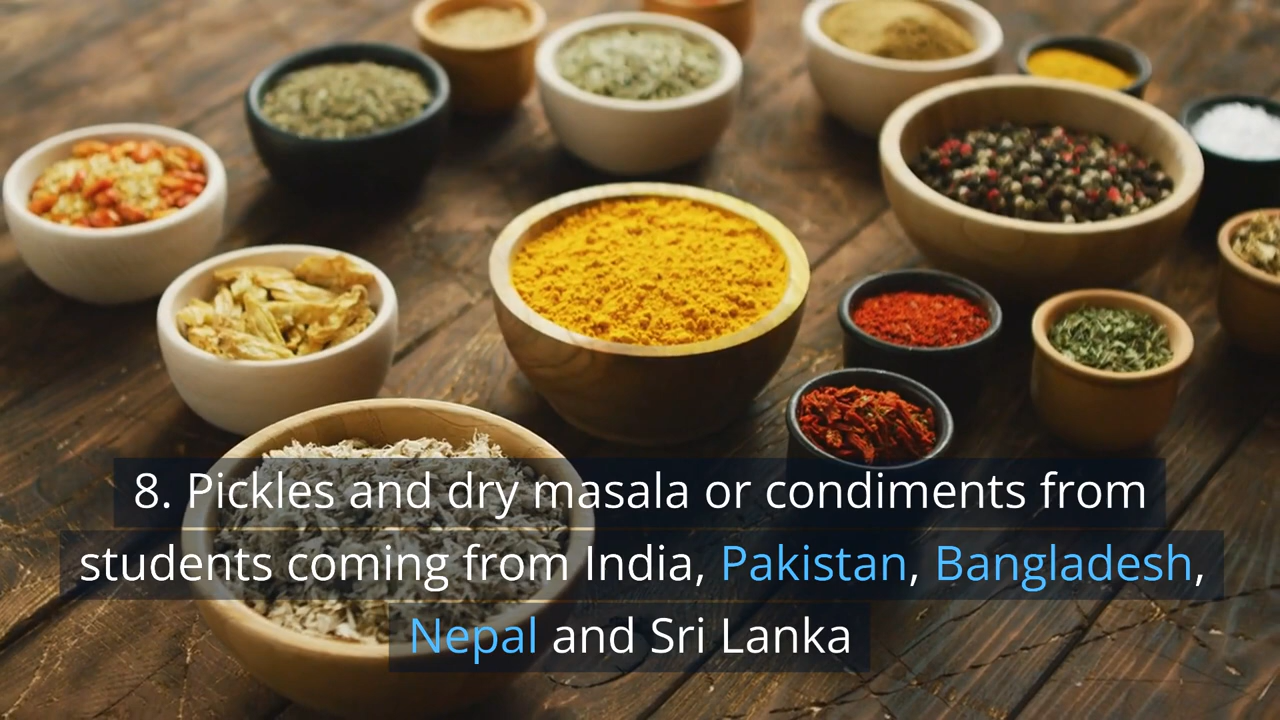 8. Pickles and dry masala or condiments from
students coming from India, Pakistan, Bangladesh,
Nepal and Sri Lanka